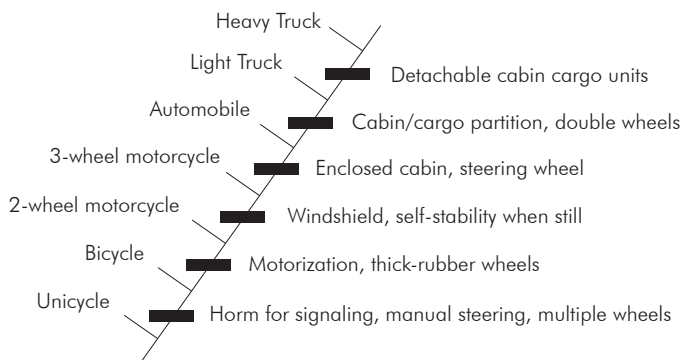 Heavy Truck
Detachable cabin cargo units
Light Truck
Cabin/cargo partition, double wheels
Automobile
Enclosed cabin, steering wheel
3-wheel motorcycle
Windshield, self-stability when still
2-wheel motorcycle
Motorization, thick-rubber wheels
Bicycle
Horm for signaling, manual steering, multiple wheels
Unicycle